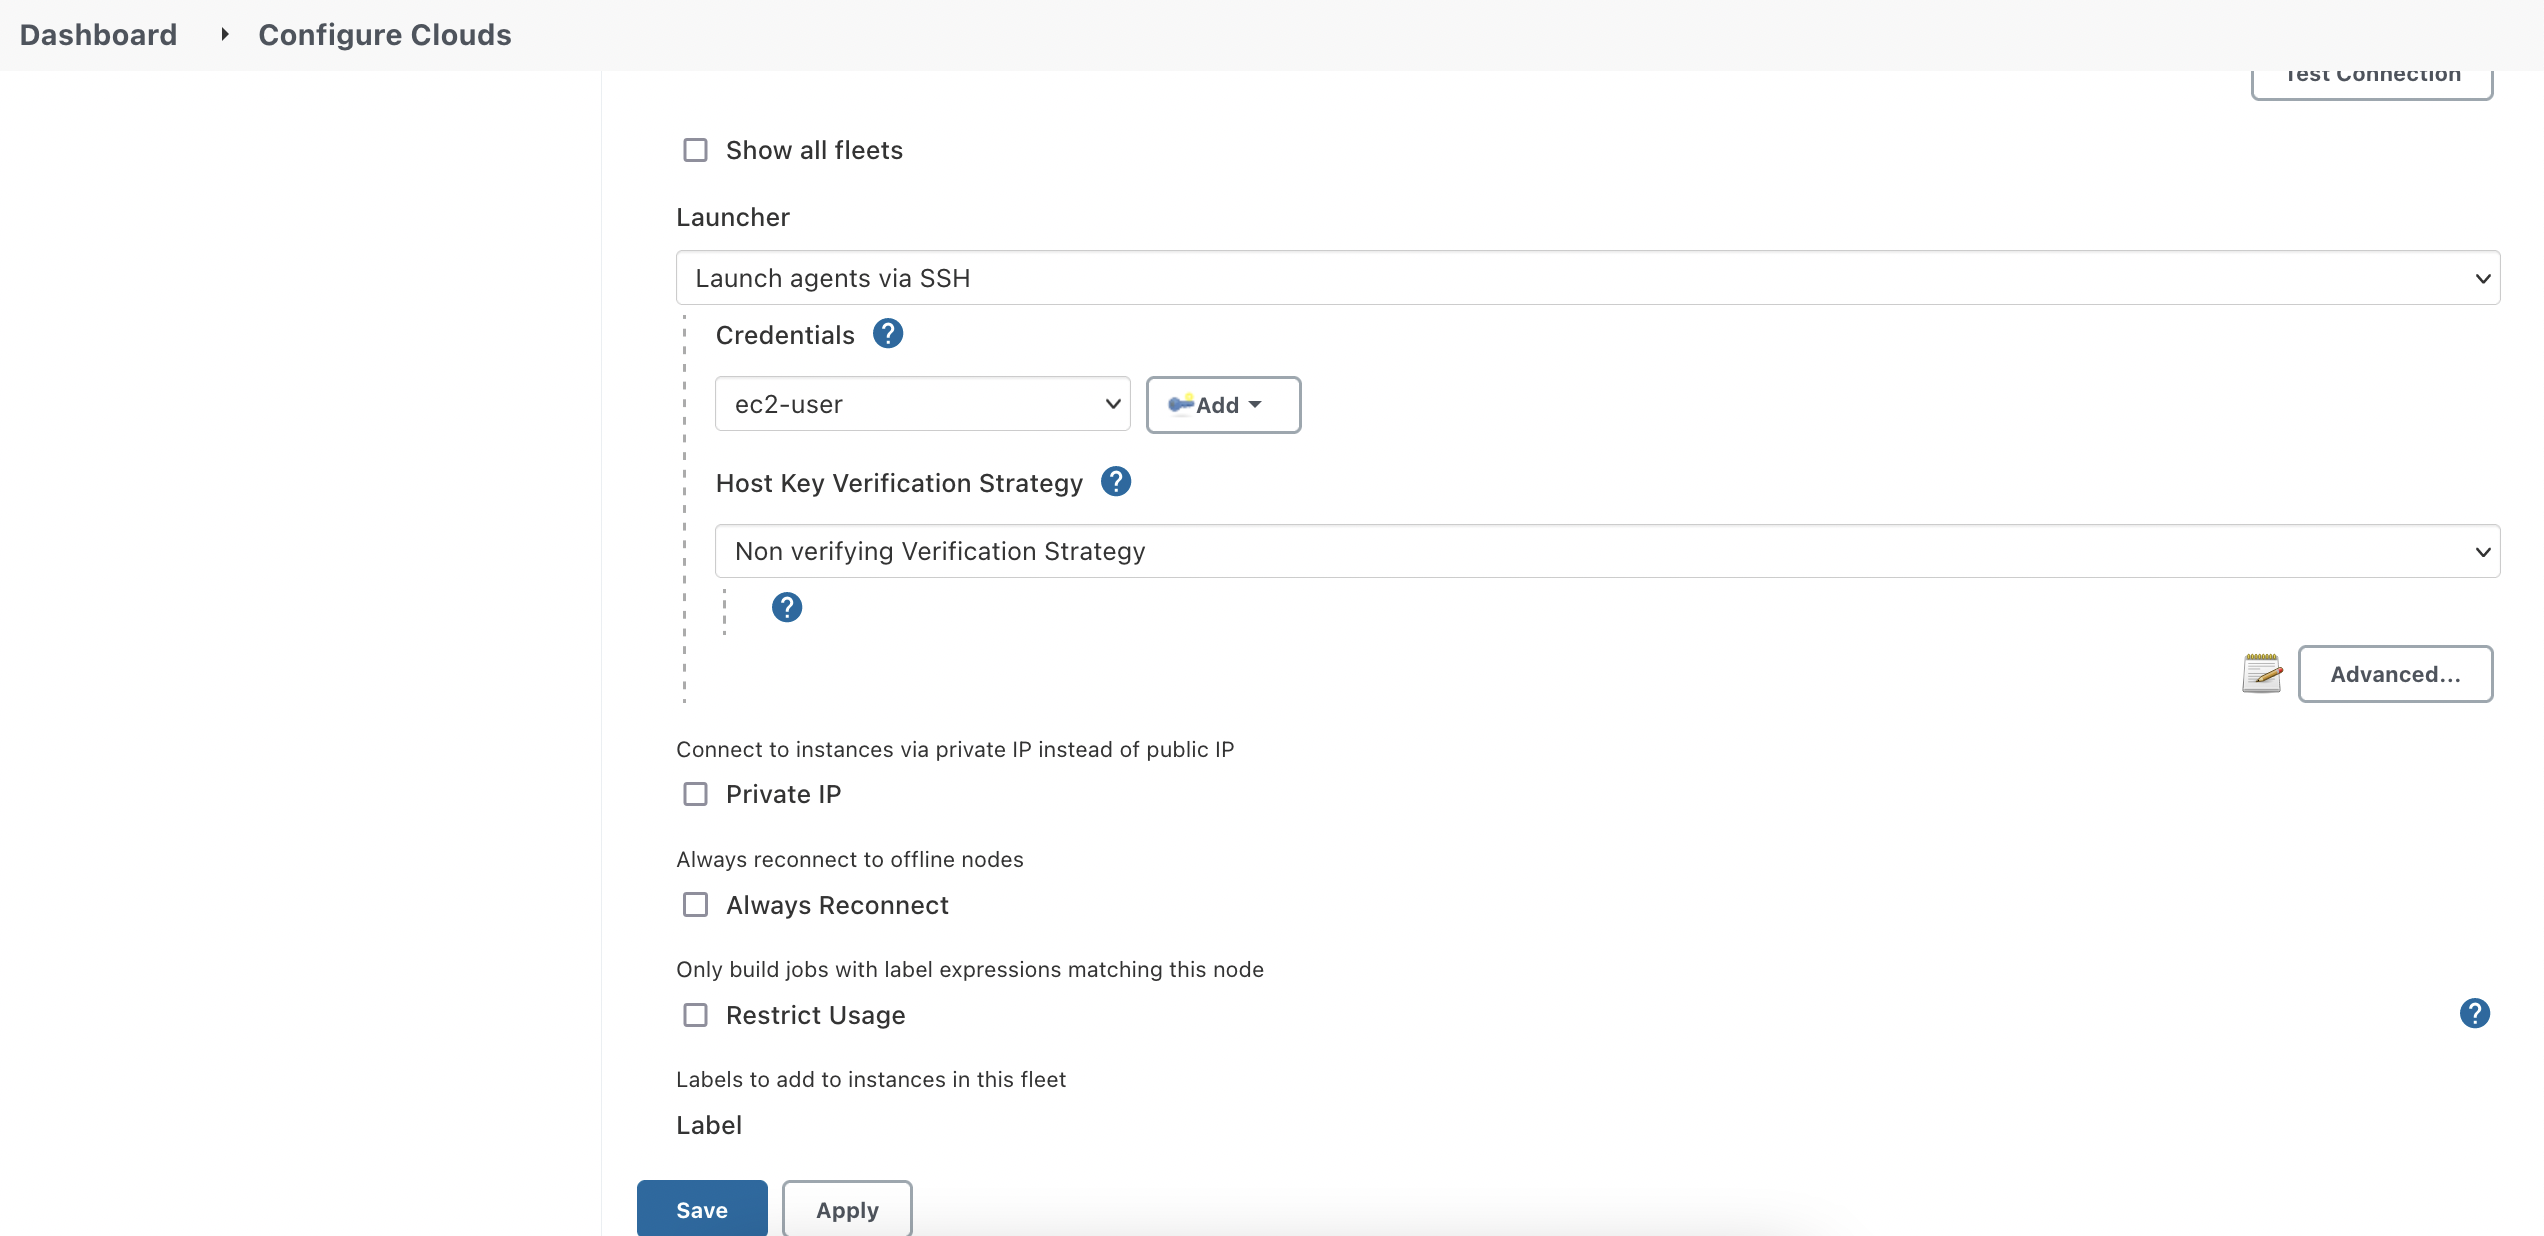 Dashboard
Configure Clouds
Test Connection
Show all fleets
Launcher
Launch agents via SSH
Credentials
ec2-user
Add
Host Key Verification Strategy
Non verifying Verification Strategy
Advanced...
Connect to instances via private IP instead of public IP
Private IP
Always reconnect to offline nodes
Always Reconnect
Only build jobs with label expressions matching this node
Restrict Usage
Labels to add to instances in this fleet
Label
Save
Apply